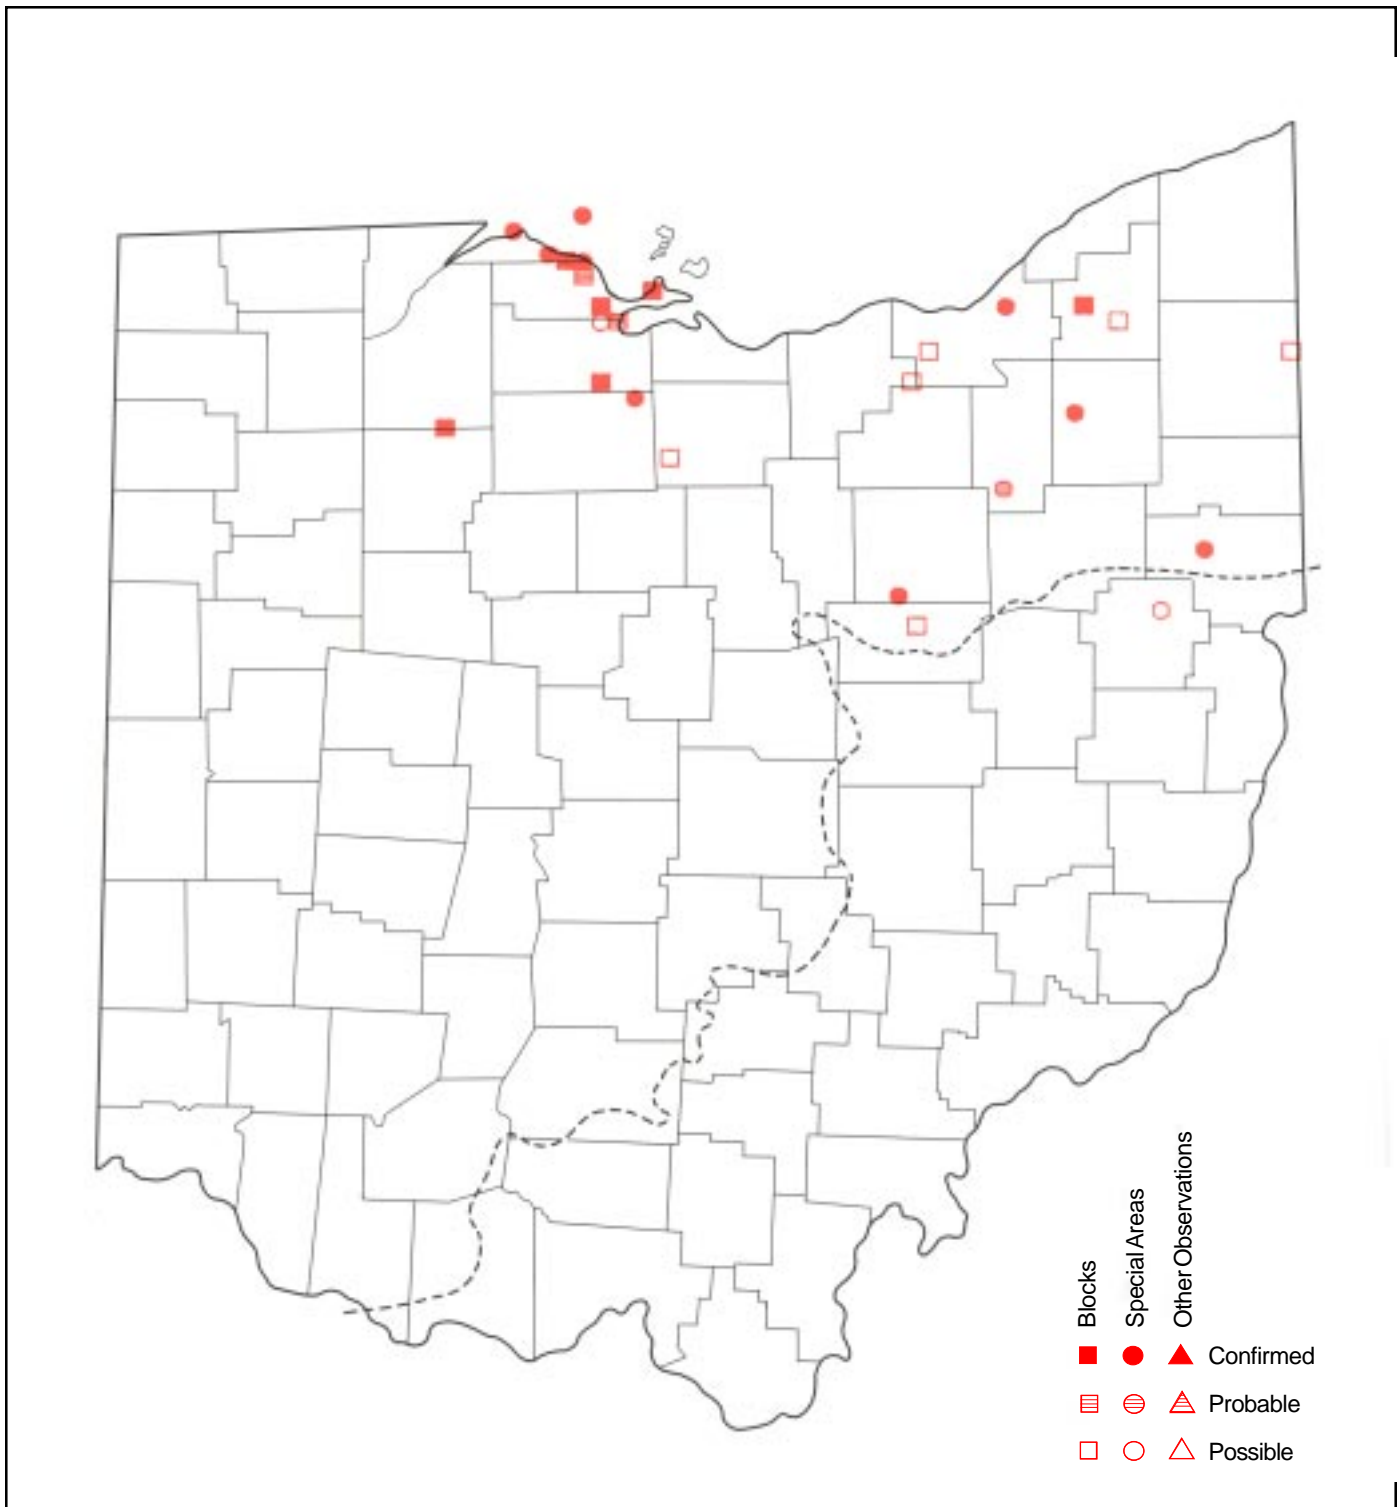 Blocks
Special Areas
Other Observations
Confirmed
Probable
Possible